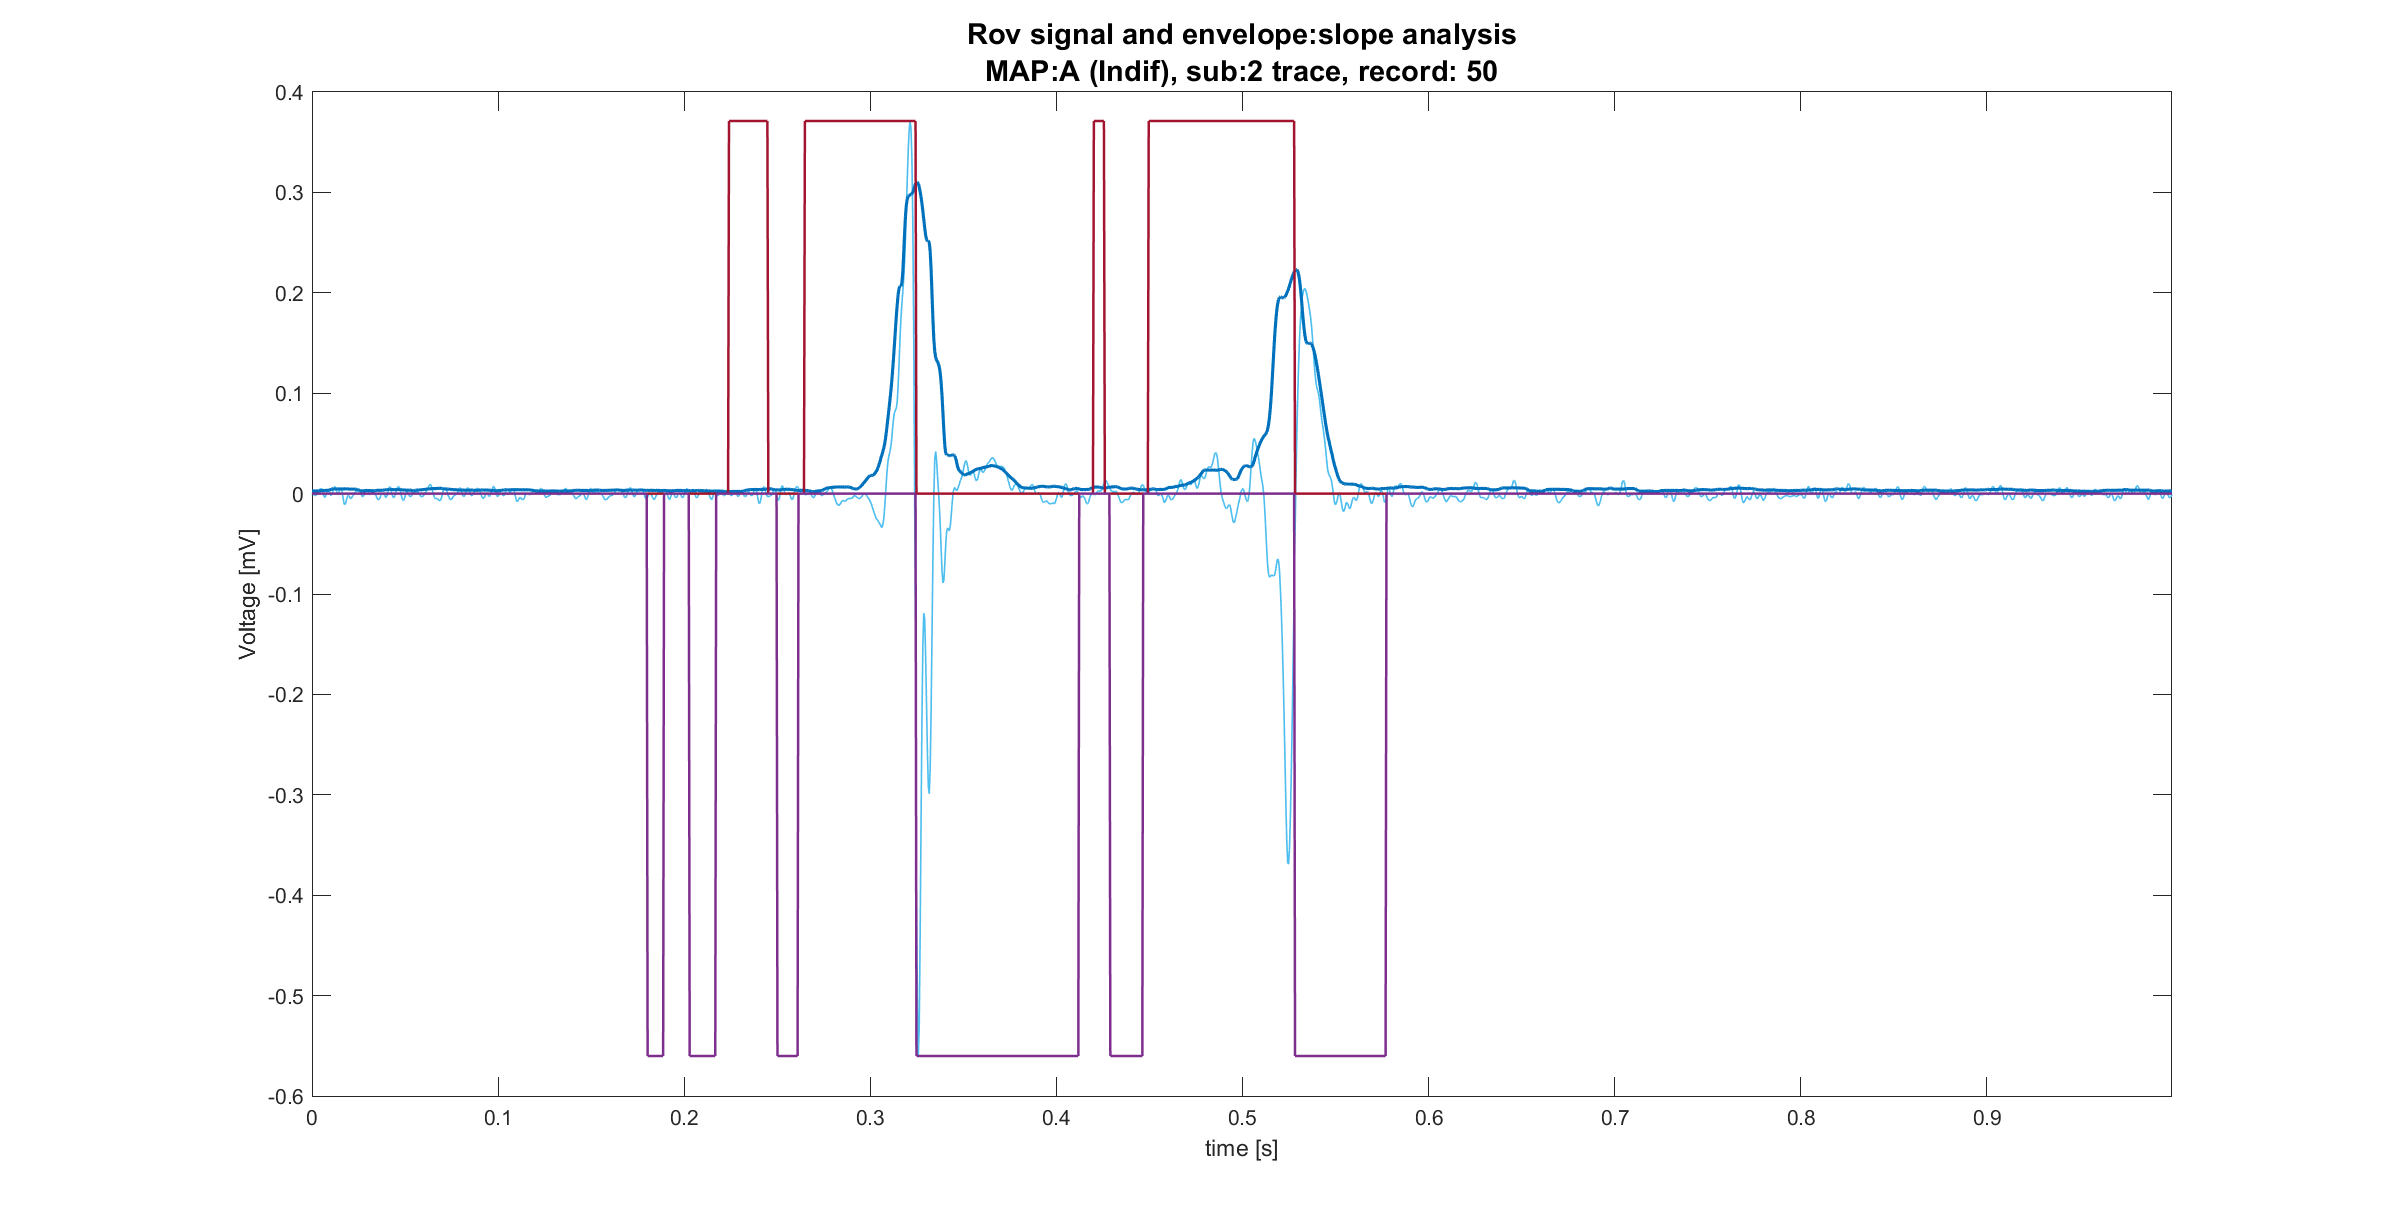 Rov signal and envelope:slope analysis
MAP:A (Indif), sub:2 trace, record: 50
0.4
0.3
0.2
0.1
0
-0.1
-0.2
-0.3
-0.4
-0.5
-0.6
Voltage [mV]
0 0.1 0.2 0.3 0.4 0.5 0.6 0.7 0.8 0.9
time [s]